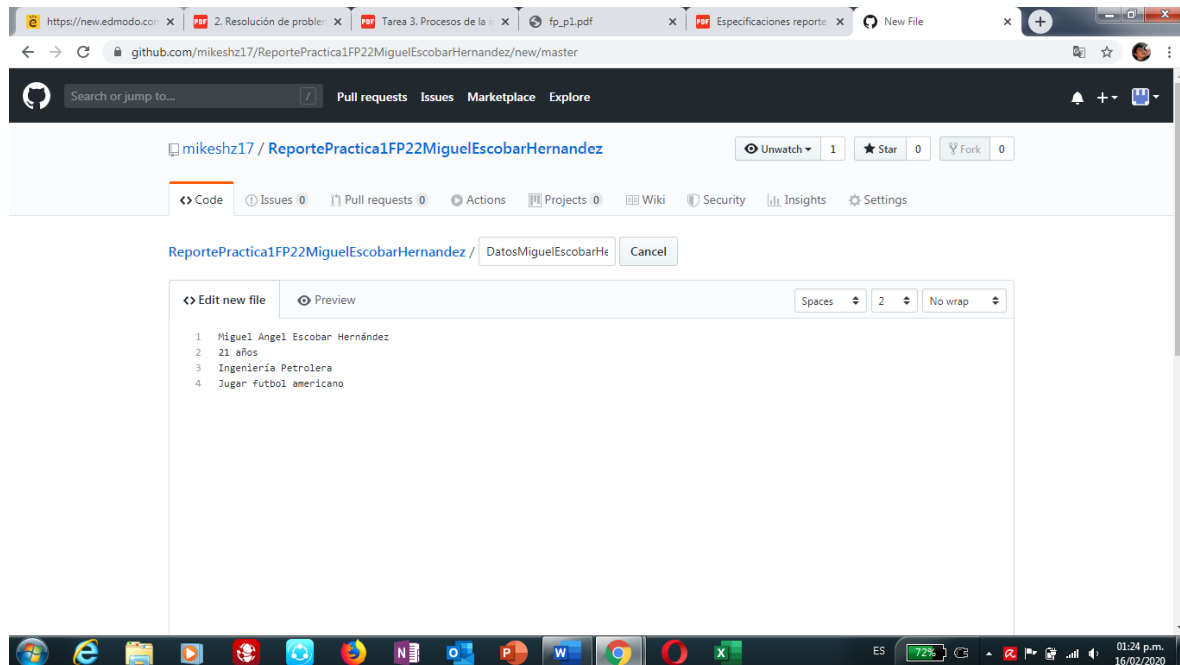 https://new.edmodo.con
2. Resolución de probler
Tarea 3. Procesos de la i
fp_p1.pdf
Especificaciones reporte
New File
github.com/mikeshz17/ReportePractica1FP22MiguelEscobarHernandez/new/master
Search or jump to... / Pull requests Issues Marketplace Explore
mikeshz17 / ReportePractica1FP22MiguelEscobarHernandez Unwatch 1 Star 0 Fork 0
Code Issues 0 Pull requests 0 Actions Projects 0 Wiki Security Insights Settings
ReportePractica1FP22MiguelEscobarHernandez / DatosMiguelEscobarHe Cancel
Edit new file Preview Spaces 2 No wrap
1 Miguel Angel Escobar Hernández
2 21 años
3 Ingeniería Petrolera
4 Jugar futbol americano
ES 72% 01:24 p.m.
16/02/2020